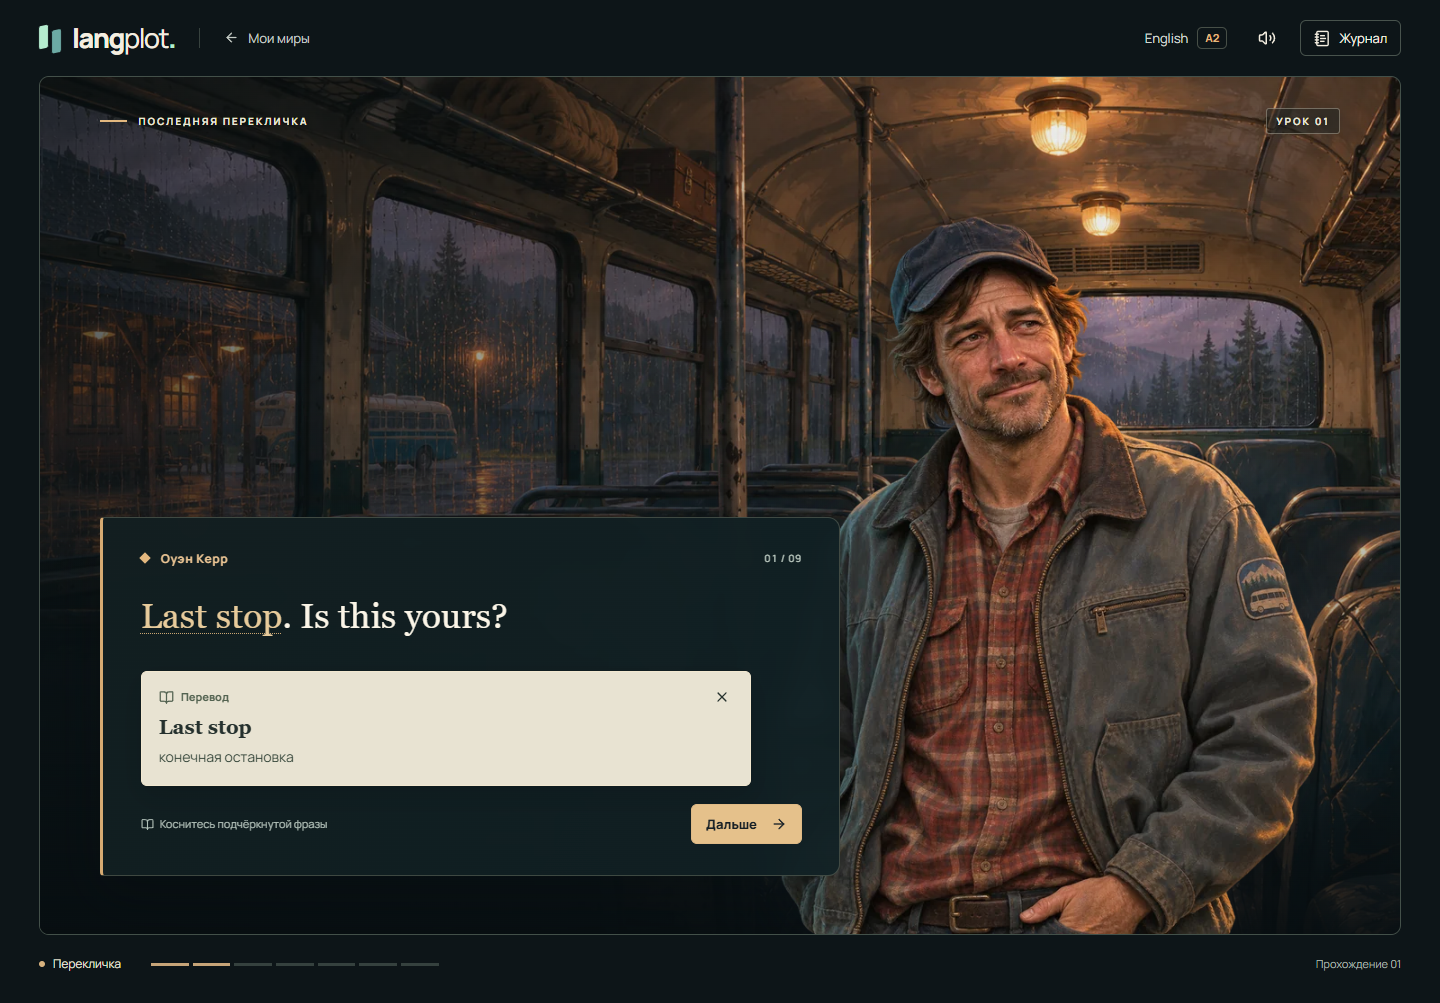 langplot.
Мои миры
English A2
Журнал
ПОСЛЕДНЯЯ ПЕРЕКЛИЧКА
УРОК 01
Оуэн Керр
01 / 09
Last stop. Is this yours?
Перевод
Last stop
конечная остановка
Коснитесь подчёркнутой фразы
Дальше
Перекличка
Прохождение 01